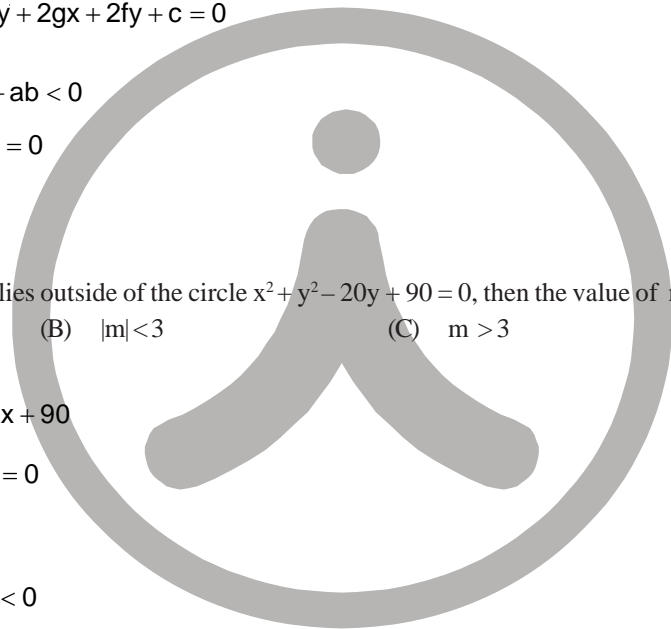 y + 2gx + 2fy + c = 0
ab < 0
= 0
lies outside of the circle x² + y² – 20y + 90 = 0, then the value of
(B) |m| < 3 (C) m > 3
x + 90
= 0
< 0